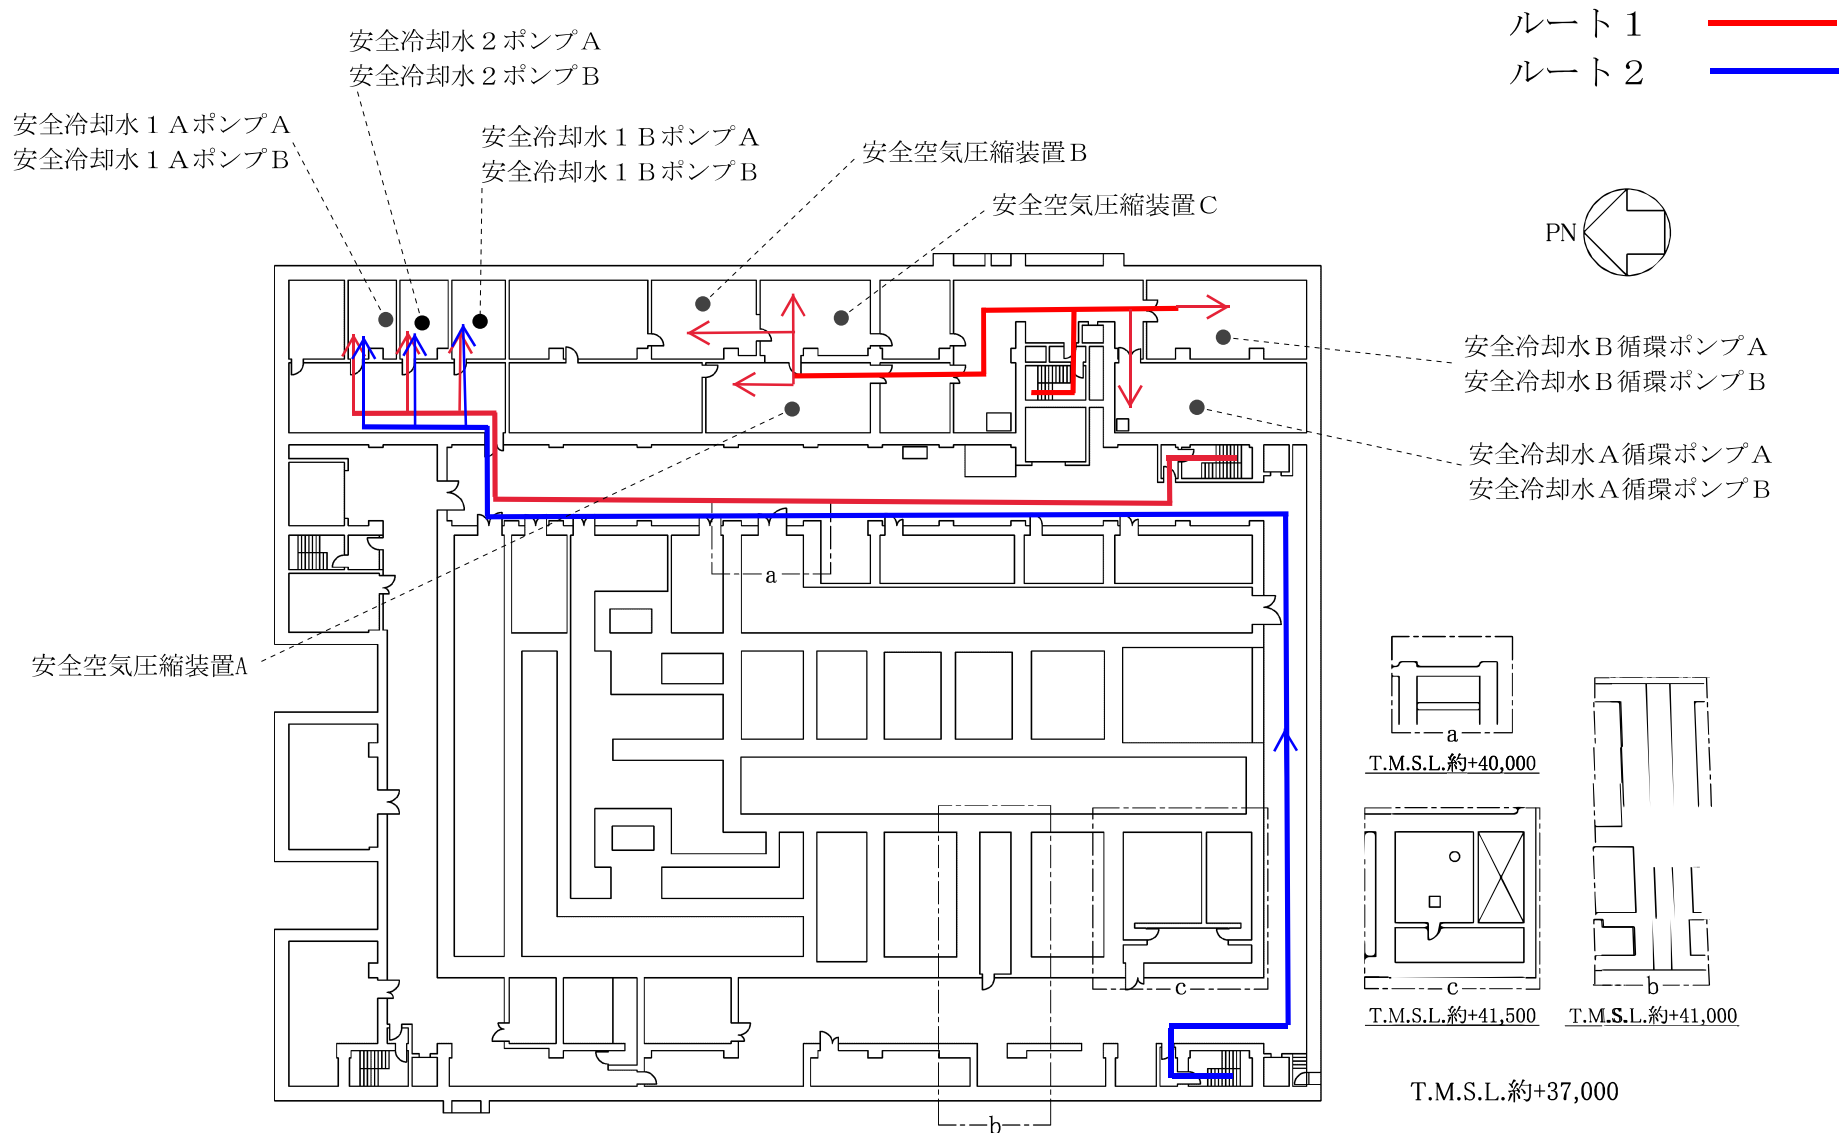 ルート１
ルート２
安全冷却水２ポンプＡ
安全冷却水２ポンプＢ
安全冷却水１Ａポンプ​Ａ
安全冷却水１Ａポンプ​Ｂ
安全冷却水１Ｂポンプ​Ａ
安全冷却水１Ｂポンプ​Ｂ
安全空気圧縮装置Ｂ
安全空気圧縮装置Ｃ
PN
安全冷却水Ｂ循環ポンプＡ
安全冷却水Ｂ循環ポンプＢ
安全冷却水Ａ循環ポンプＡ
安全冷却水Ａ循環ポンプＢ
安全空気圧縮装置A
a
c
b
a
T.M.S.L.約+40,000
c
T.M.S.L.約+41,500
b
T.M.S.L.約+41,000
T.M.S.L.約+37,000